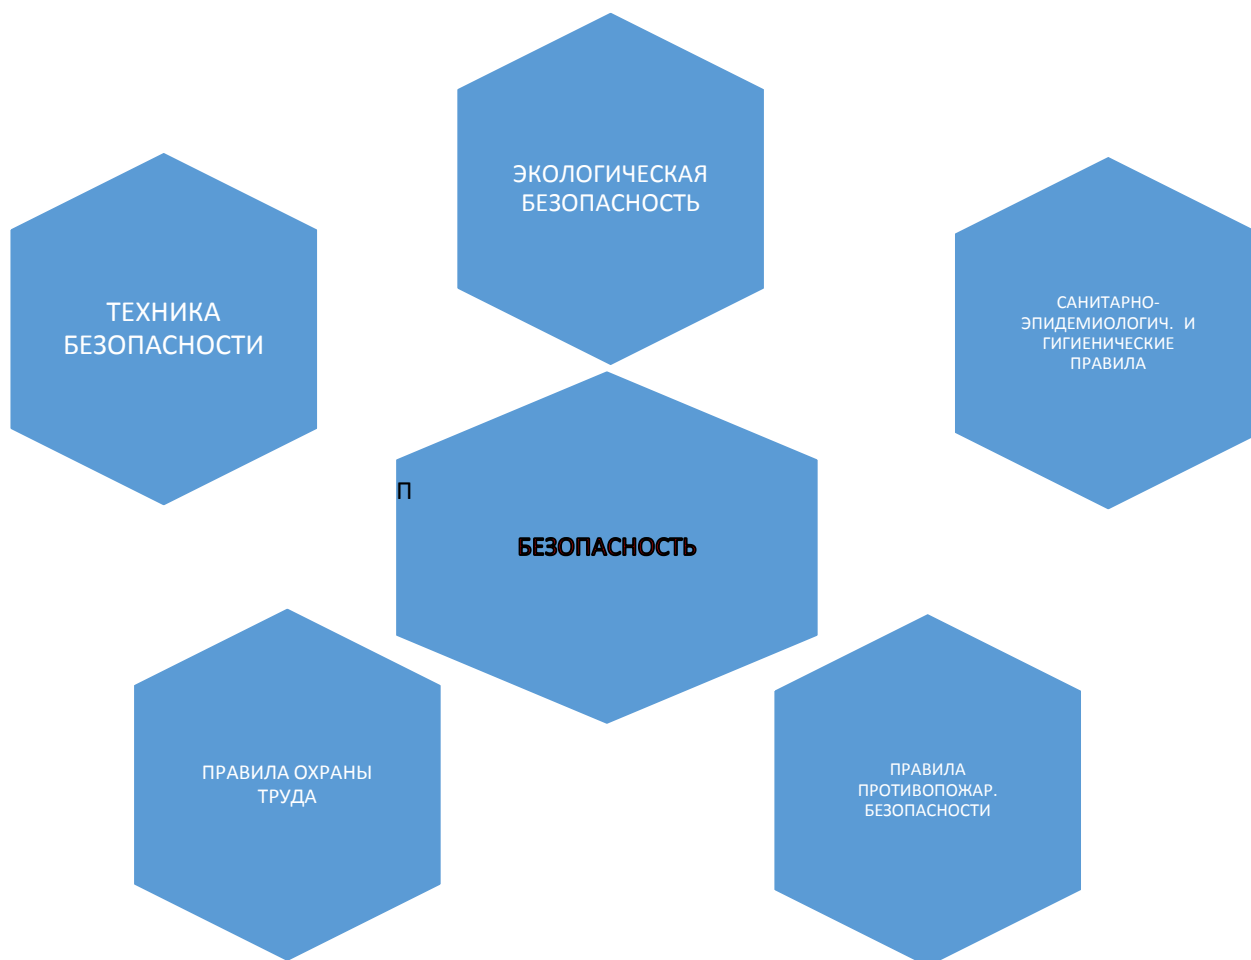 ЭКОЛОГИЧЕСКАЯ
БЕЗОПАСНОСТЬ
ТЕХНИКА
БЕЗОПАСНОСТИ
САНИТАРНО-
ЭПИДЕМИОЛОГИЧ. И
ГИГИЕНИЧЕСКИЕ
ПРАВИЛА
П
БЕЗОПАСНОСТЬ
ПРАВИЛА ОХРАНЫ
ТРУДА
ПРАВИЛА
ПРОТИВОПОЖАР.
БЕЗОПАСНОСТИ